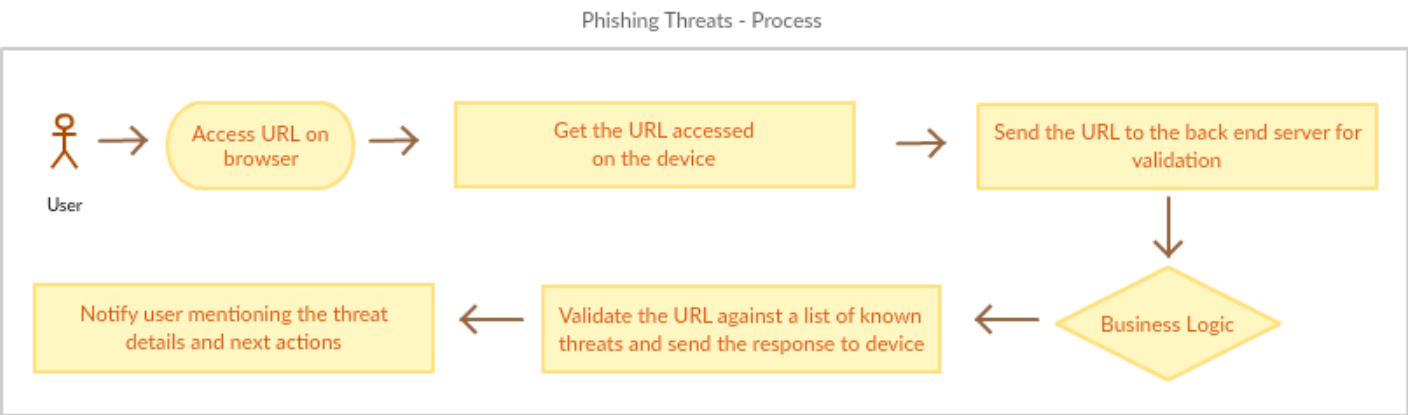 Phishing Threats - Process
Access URL on
browser
Get the URL accessed
on the device
Send the URL to the back end server for
validation
User
Business Logic
Validate the URL against a list of known
threats and send the response to device
Notify user mentioning the threat
details and next actions